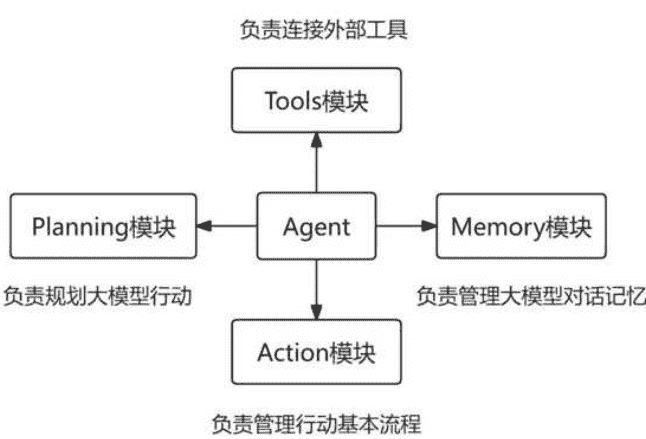 负责连接外部工具
Tools模块
Planning模块
Agent
Memory模块
负责规划大模型行动
负责管理大模型对话记忆
Action模块
负责管理行动基本流程